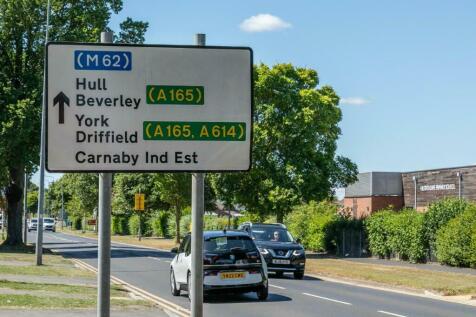 (M 62)
Hull
Beverley (A 165)
York
Driffield (A 165, A 614)
Carnaby Ind Est